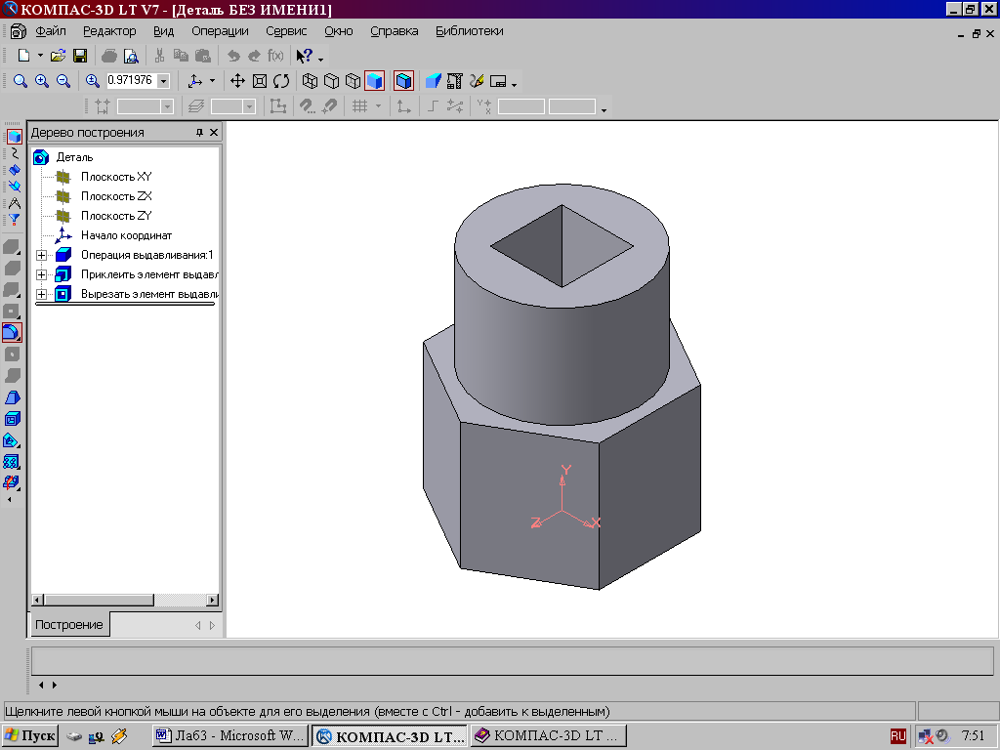 КОМПАС-3D LT V7 - [Деталь БЕЗ ИМЕНИ1]
Файл Редактор Вид Операции Сервис Окно Справка Библиотеки
f(x)
0.971976
Дерево построения
Деталь
Плоскость XY
Плоскость ZX
Плоскость ZY
Начало координат
Операция выдавливания:1
Приклеить элемент выдавл
Вырезать элемент выдавли
Y
Z X
Построение
Щелкните левой кнопкой мыши на объекте для его выделения (вместе с Ctrl - добавить к выделенным)
Пуск Лаб3 - Microsoft W... КОМПАС-3D LT... КОМПАС-3D LT ... RU 7:51